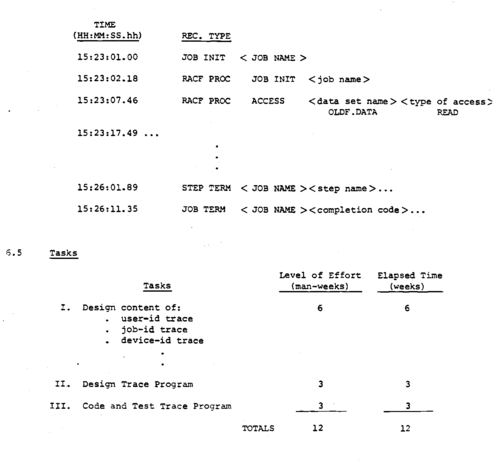 TIME
(HH:MM:SS.hh) REC. TYPE
15:23:01.00 JOB INIT < JOB NAME >
15:23:02.18 RACF PROC JOB INIT <job name>
15:23:07.46 RACF PROC ACCESS <data set name> <type of access>
OLDF.DATA READ
15:23:17.49 ...
.
.
.
15:26:01.89 STEP TERM < JOB NAME ><step name>...
15:26:11.35 JOB TERM < JOB NAME ><completion code>...
6.5 Tasks
Level of Effort Elapsed Time
Tasks (man-weeks) (weeks)
I. Design content of: 6 6
. user-id trace
. job-id trace
. device-id trace
.
.
II. Design Trace Program 3 3
III. Code and Test Trace Program 3 3
TOTALS 12 12